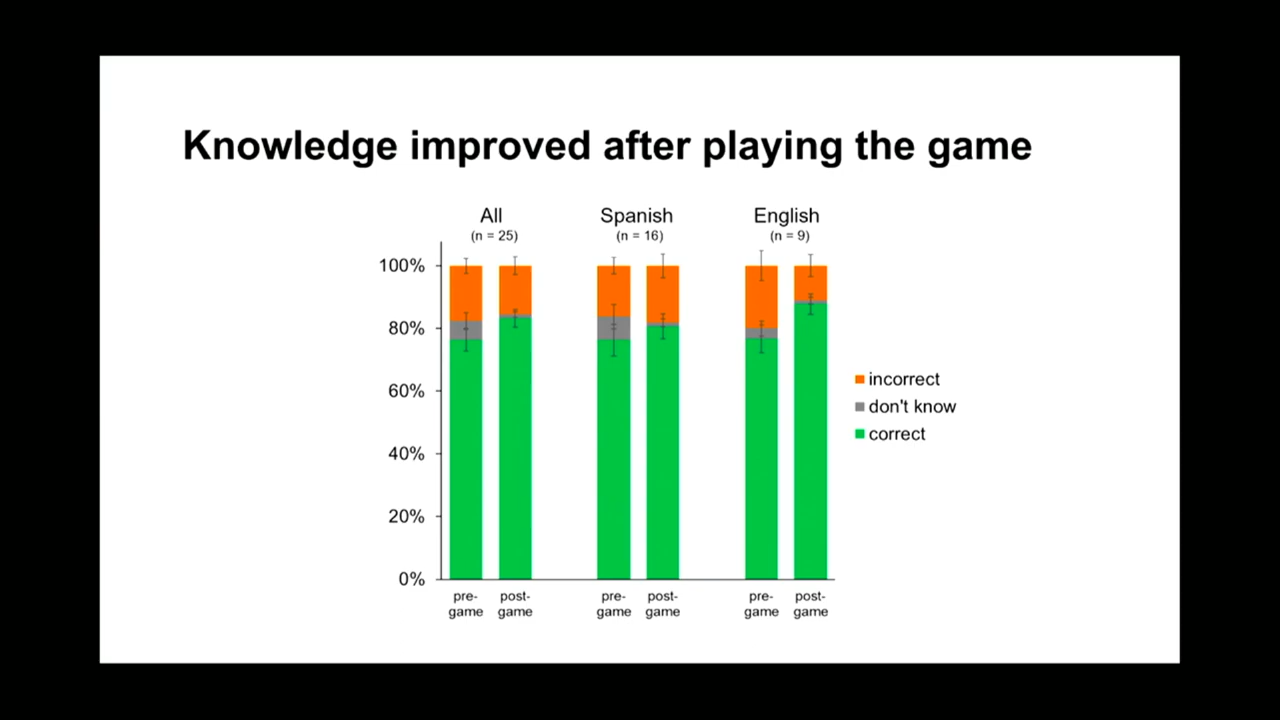 Knowledge improved after playing the game
All
(n = 25)
Spanish
(n = 16)
English
(n = 9)
100%
80%
60%
40%
20%
0%
pre-
game
post-
game
pre-
game
post-
game
pre-
game
post-
game
incorrect
don't know
correct